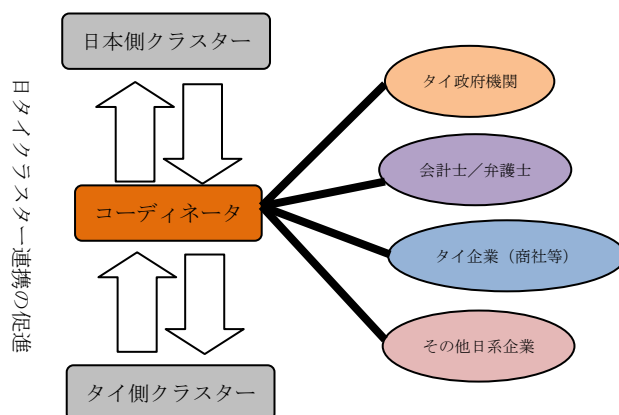 日本側クラスター
日タイクラスター連携の促進
タイ政府機関
会計士／弁護士
コーディネータ
タイ企業（商社等）
その他日系企業
タイ側クラスター